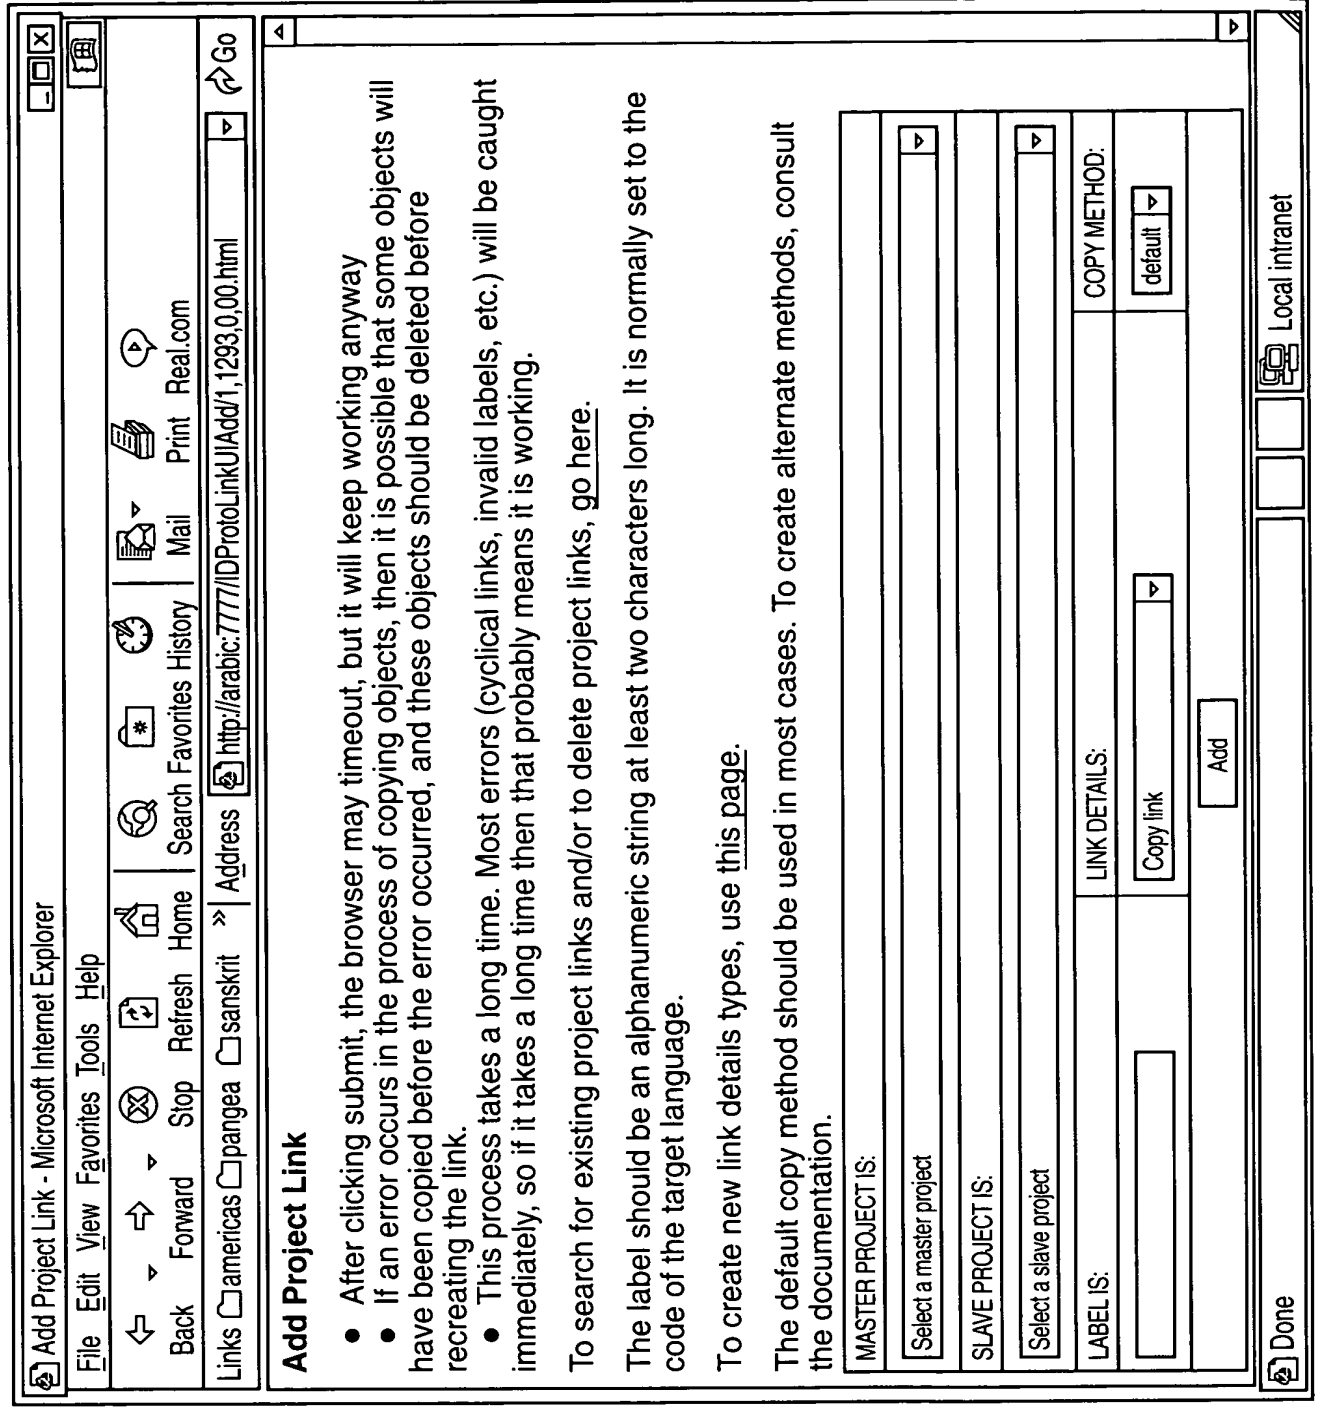 Add Project Link - Microsoft Internet Explorer
File Edit View Favorites Tools Help
Back Forward Stop Refresh Home Search Favorites History Mail Print Real.com
Links americas pangea sanskrit » Address http://arabic:7777/IDProtoLinkUIAdd/1,1293,0,00.html Go
Add Project Link
• After clicking submit, the browser may timeout, but it will keep working anyway
• If an error occurs in the process of copying objects, then it is possible that some objects will
have been copied before the error occurred, and these objects should be deleted before
recreating the link.
• This process takes a long time. Most errors (cyclical links, invalid labels, etc.) will be caught
immediately, so if it takes a long time then that probably means it is working.
To search for existing project links and/or to delete project links, go here.
The label should be an alphanumeric string at least two characters long. It is normally set to the
code of the target language.
To create new link details types, use this page.
The default copy method should be used in most cases. To create alternate methods, consult
the documentation.
MASTER PROJECT IS:
Select a master project
SLAVE PROJECT IS:
Select a slave project
LABEL IS: LINK DETAILS: COPY METHOD:
Copy link default
Add
Done Local intranet